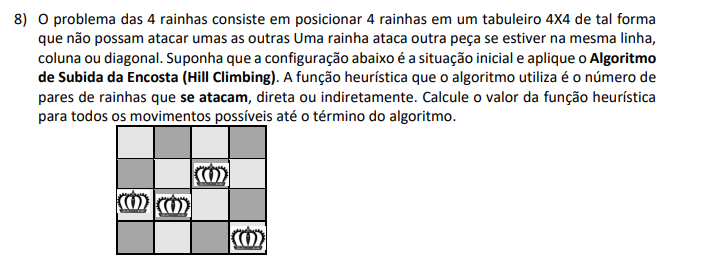 8) O problema das 4 rainhas consiste em posicionar 4 rainhas em um tabuleiro 4X4 de tal forma
que não possam atacar umas as outras Uma rainha ataca outra peça se estiver na mesma linha,
coluna ou diagonal. Suponha que a configuração abaixo é a situação inicial e aplique o Algoritmo
de Subida da Encosta (Hill Climbing). A função heurística que o algoritmo utiliza é o número de
pares de rainhas que se atacam, direta ou indiretamente. Calcule o valor da função heurística
para todos os movimentos possíveis até o término do algoritmo.